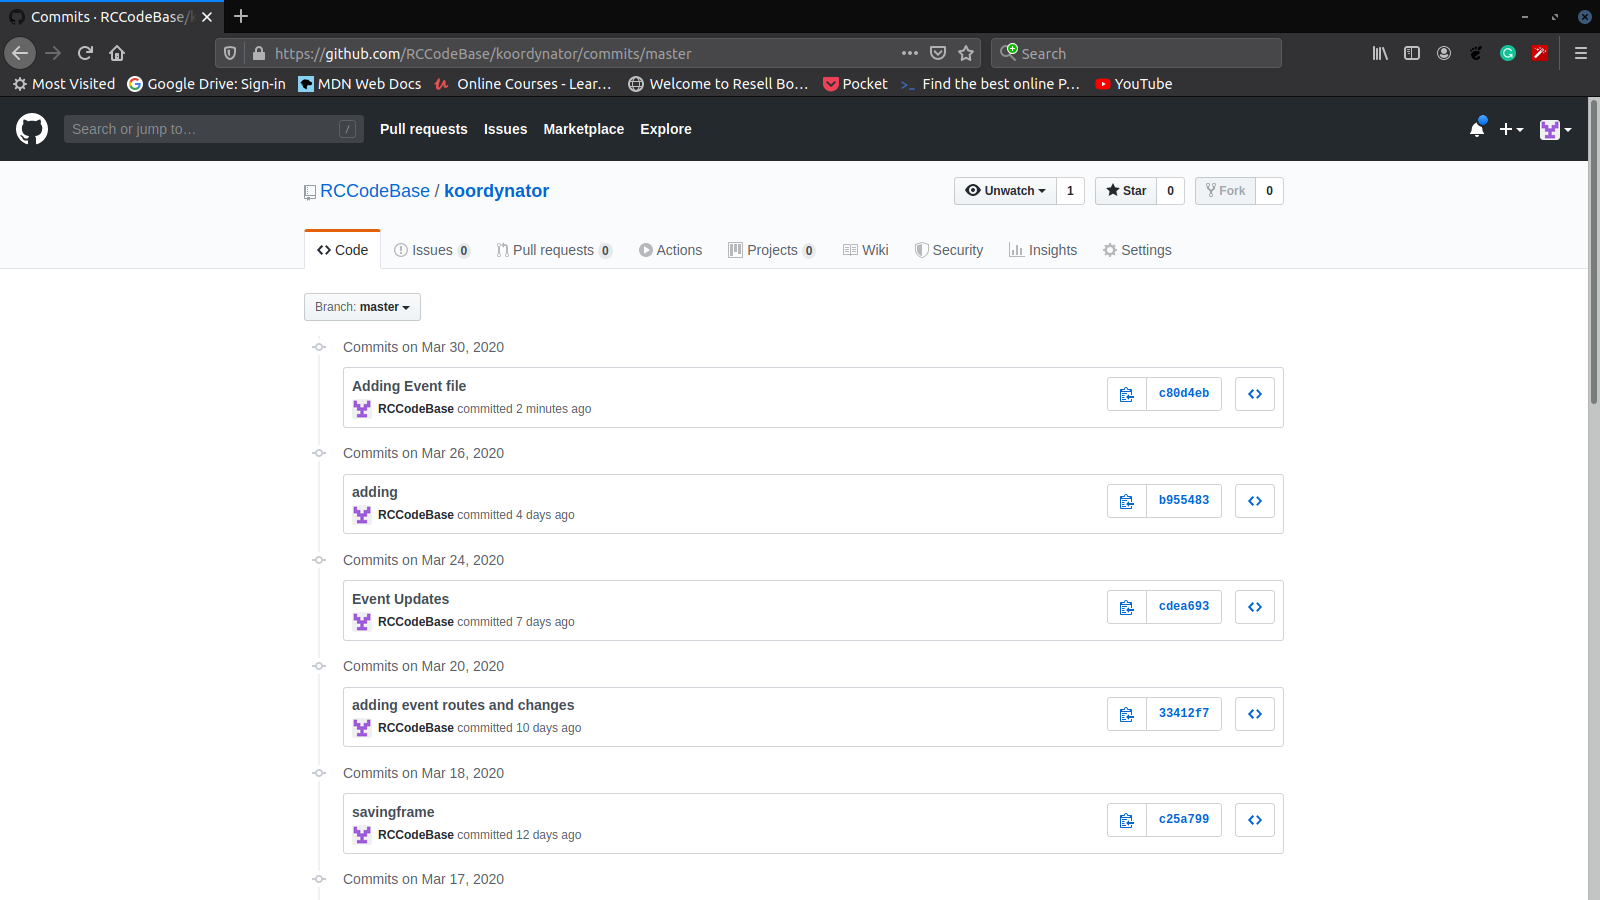 Commits · RCCodeBase/k
https://github.com/RCCodeBase/koordynator/commits/master
Search
Most Visited Google Drive: Sign-in MDN Web Docs Online Courses - Lear… Welcome to Resell Bo… Pocket Find the best online P… YouTube
Search or jump to… / Pull requests Issues Marketplace Explore
RCCodeBase / koordynator Unwatch 1 Star 0 Fork 0
Code Issues 0 Pull requests 0 Actions Projects 0 Wiki Security Insights Settings
Branch: master
Commits on Mar 30, 2020
Adding Event file
RCCodeBase committed 2 minutes ago
c80d4eb
Commits on Mar 26, 2020
adding
RCCodeBase committed 4 days ago
b955483
Commits on Mar 24, 2020
Event Updates
RCCodeBase committed 7 days ago
cdea693
Commits on Mar 20, 2020
adding event routes and changes
RCCodeBase committed 10 days ago
33412f7
Commits on Mar 18, 2020
savingframe
RCCodeBase committed 12 days ago
c25a799
Commits on Mar 17, 2020